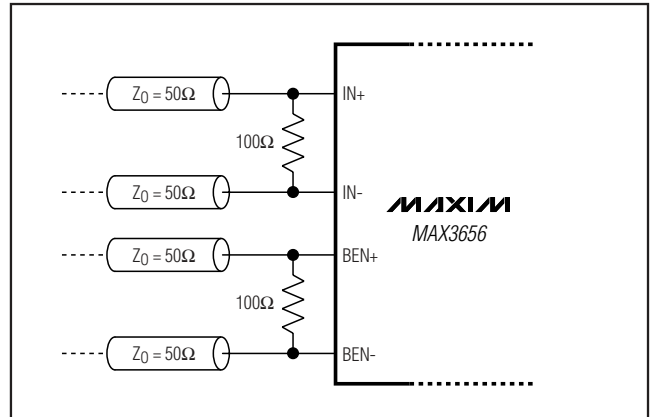 Z0 = 50Ω
IN+
100Ω
Z0 = 50Ω
IN-
MAXIM
MAX3656
Z0 = 50Ω
BEN+
100Ω
Z0 = 50Ω
BEN-